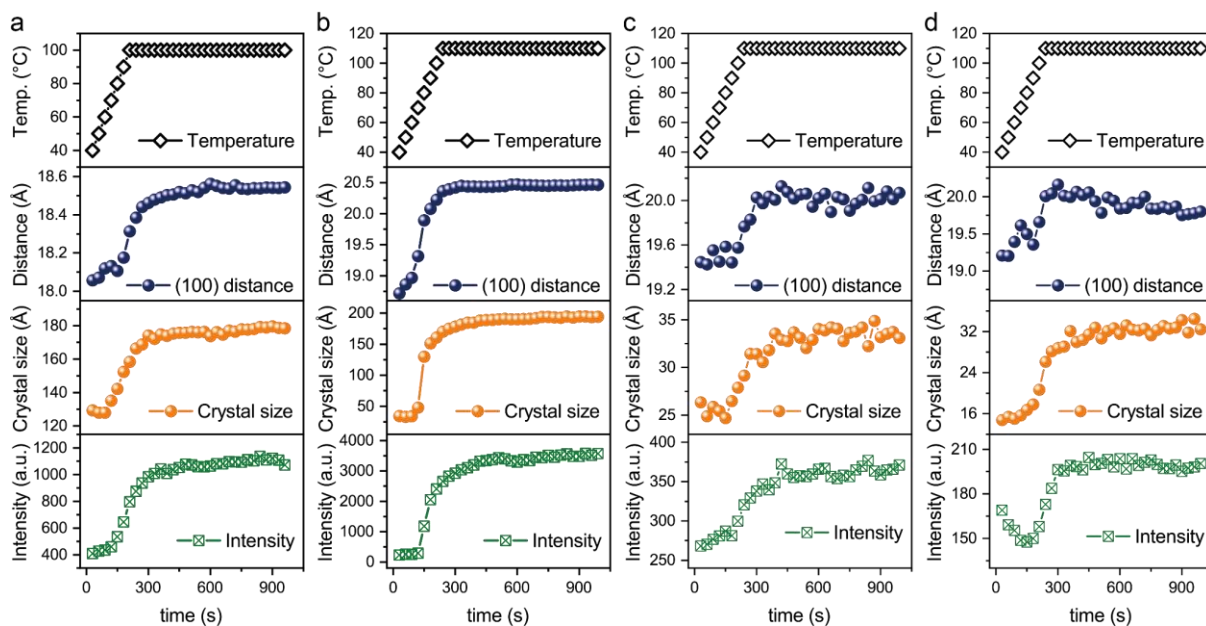 a
b
c
d
Temp. (°C)
100
80
60
40
Temperature
Distance (Å)
18.6
18.4
18.2
18.0
(100) distance
Crystal size (Å)
180
160
140
120
Crystal size
Intensity (a.u.)
1200
1000
800
600
400
Intensity
0 300 600 900
time (s)
Temp. (°C)
120
100
80
60
40
Temperature
Distance (Å)
20.5
20.0
19.5
19.0
(100) distance
Crystal size (Å)
200
150
100
50
Crystal size
Intensity (a.u.)
4000
3000
2000
1000
0
Intensity
0 300 600 900
time (s)
Temp. (°C)
120
100
80
60
40
Temperature
Distance (Å)
20.0
19.6
19.2
(100) distance
Crystal size (Å)
35
30
25
Crystal size
Intensity (a.u.)
400
350
300
250
Intensity
0 300 600 900
time (s)
Temp. (°C)
120
100
80
60
40
Temperature
Distance (Å)
20.0
19.5
19.0
(100) distance
Crystal size (Å)
32
24
16
Crystal size
Intensity (a.u.)
210
180
150
Intensity
0 300 600 900
time (s)